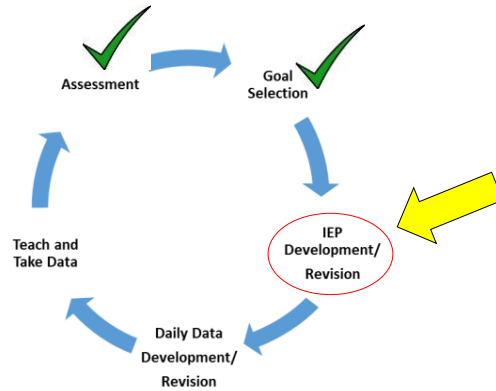 Assessment
Goal
Selection
IEP
Development/
Revision
Daily Data
Development/
Revision
Teach and
Take Data